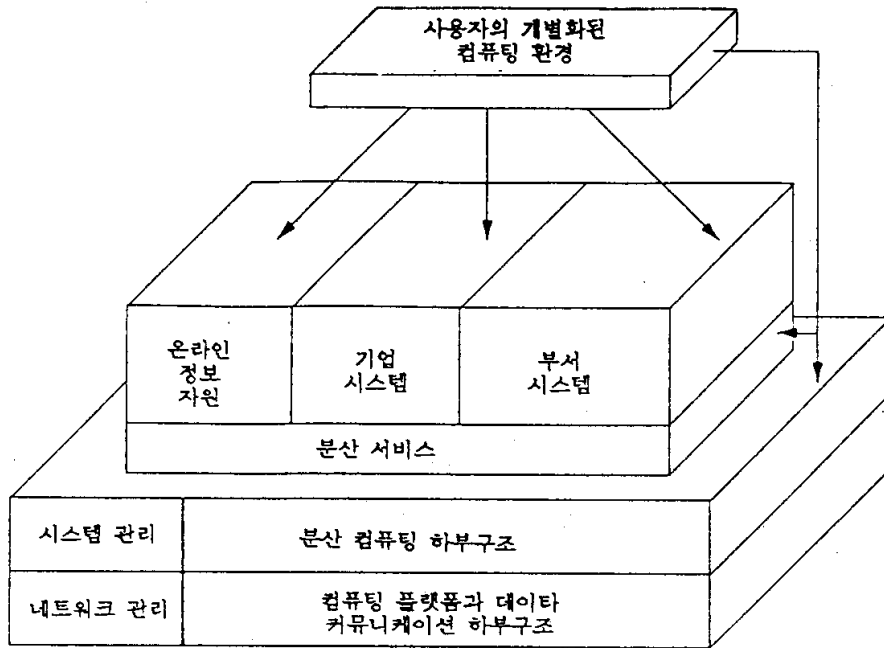 사용자의 개별화된
컴퓨팅 환경
온라인
정보
자원
기업
시스템
부서
시스템
분산 서비스
시스템 관리
분산 컴퓨팅 하부구조
네트워크 관리
컴퓨팅 플랫폼과 데이타
커뮤니케이션 하부구조